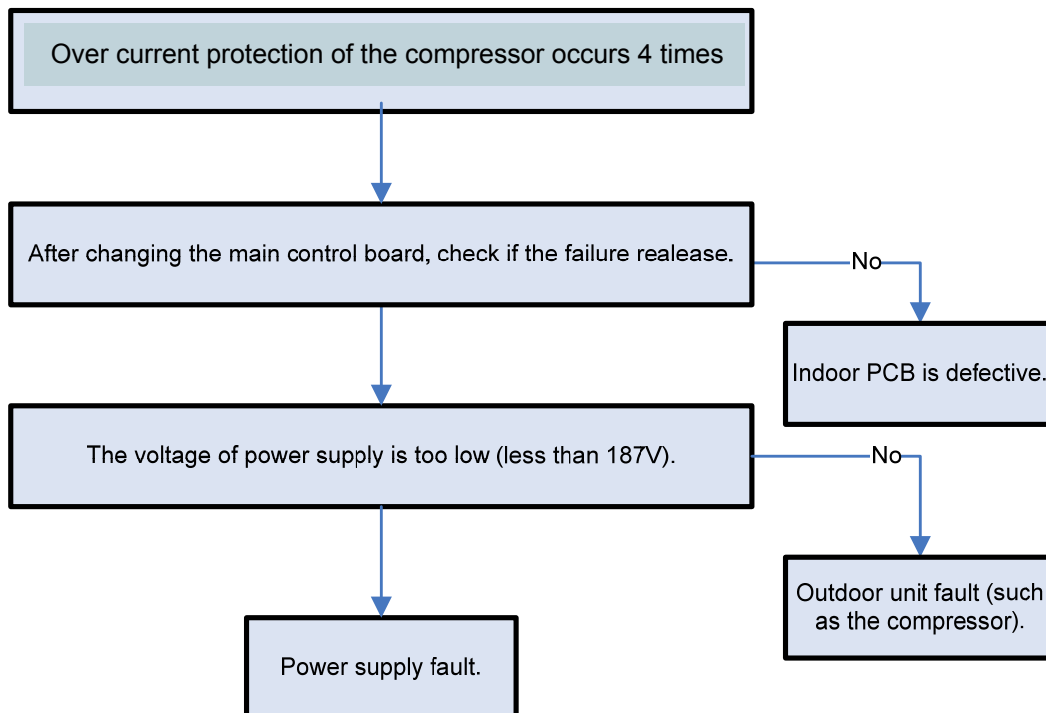 Over current protection of the compressor occurs 4 times
After changing the main control board, check if the failure realease.
No
Indoor PCB is defective.
The voltage of power supply is too low (less than 187V).
No
Outdoor unit fault (such
as the compressor).
Power supply fault.